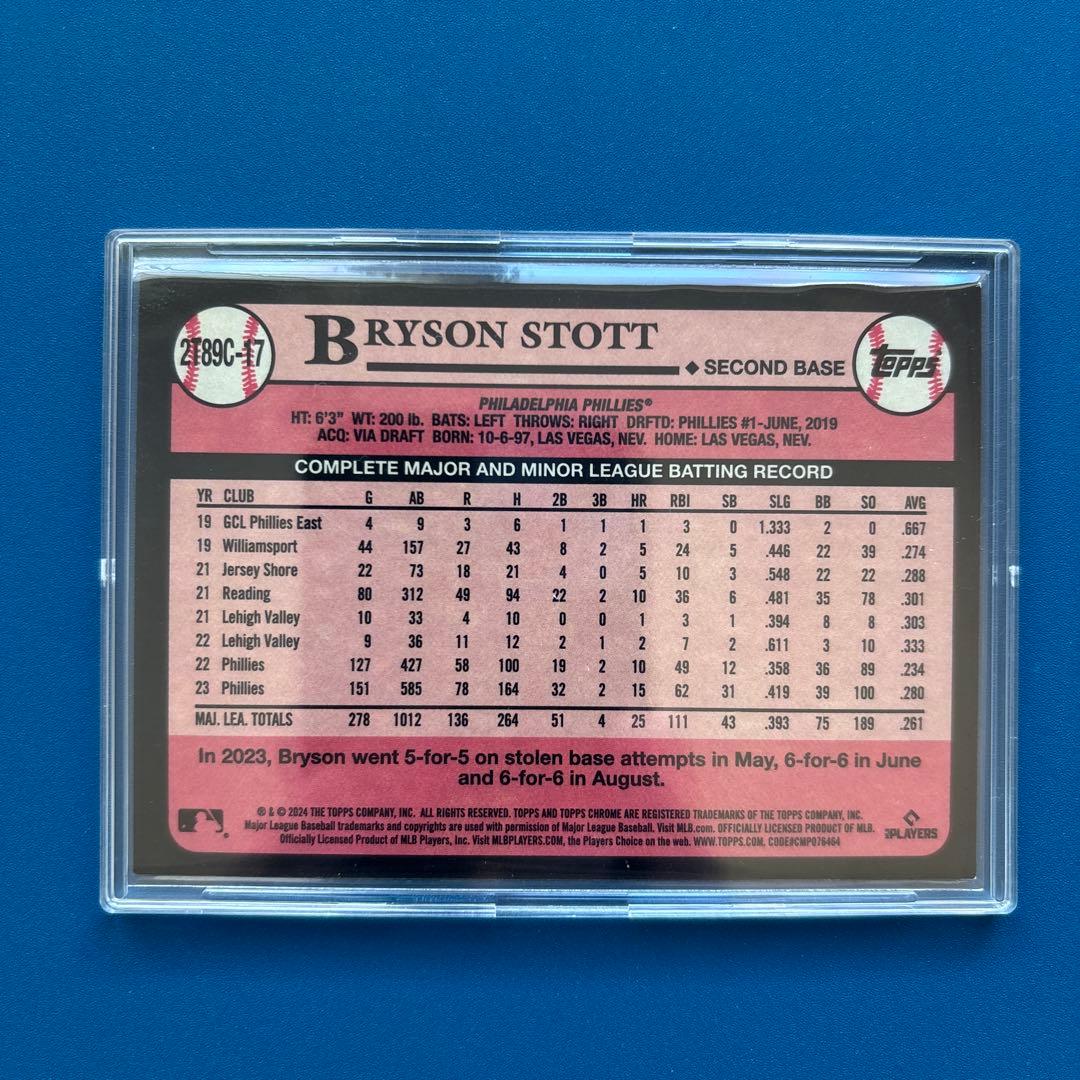 2T89C-17
BRYSON STOTT
◆ SECOND BASE
TOPPS
PHILADELPHIA PHILLIES®
HT: 6'3" WT: 200 lb. BATS: LEFT THROWS: RIGHT DRFTD: PHILLIES #1-JUNE, 2019
ACQ: VIA DRAFT BORN: 10-6-97, LAS VEGAS, NEV. HOME: LAS VEGAS, NEV.
COMPLETE MAJOR AND MINOR LEAGUE BATTING RECORD
YR CLUB G AB R H 2B 3B HR RBI SB SLG BB SO AVG
19 GCL Phillies East 4 9 3 6 1 1 1 3 0 1.333 2 0 .667
19 Williamsport 44 157 27 43 8 2 5 24 5 .446 22 39 .274
21 Jersey Shore 22 73 18 21 4 0 5 10 3 .548 22 22 .288
21 Reading 80 312 49 94 22 2 10 36 6 .481 35 78 .301
21 Lehigh Valley 10 33 4 10 0 0 1 3 1 .394 8 8 .303
22 Lehigh Valley 9 36 11 12 2 1 2 7 2 .611 3 10 .333
22 Phillies 127 427 58 100 19 2 10 49 12 .358 36 89 .234
23 Phillies 151 585 78 164 32 2 15 62 31 .419 39 100 .280
MAJ. LEA. TOTALS 278 1012 136 264 51 4 25 111 43 .393 75 189 .261
In 2023, Bryson went 5-for-5 on stolen base attempts in May, 6-for-6 in June
and 6-for-6 in August.
® & © 2024 THE TOPPS COMPANY, INC. ALL RIGHTS RESERVED. TOPPS AND TOPPS CHROME ARE REGISTERED TRADEMARKS OF THE TOPPS COMPANY, INC.
Major League Baseball trademarks and copyrights are used with permission of Major League Baseball. Visit MLB.com. OFFICIALLY LICENSED PRODUCT OF MLB.
Officially Licensed Product of MLB Players, Inc. Visit MLBPLAYERS.COM, the Players Choice on the web. WWW.TOPPS.COM. CODE#CMP076464
PLAYERS